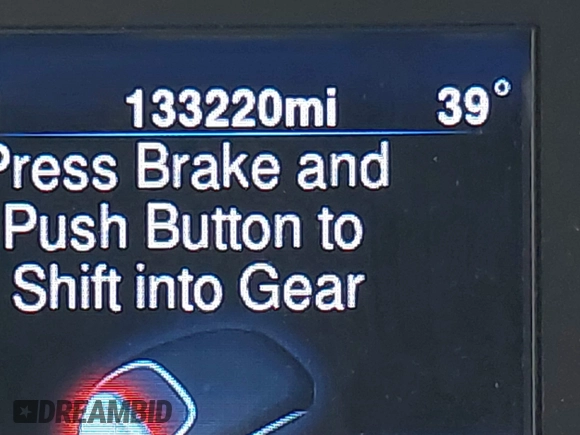 133220mi 39°
Press Brake and
Push Button to
Shift into Gear
DREAMBID